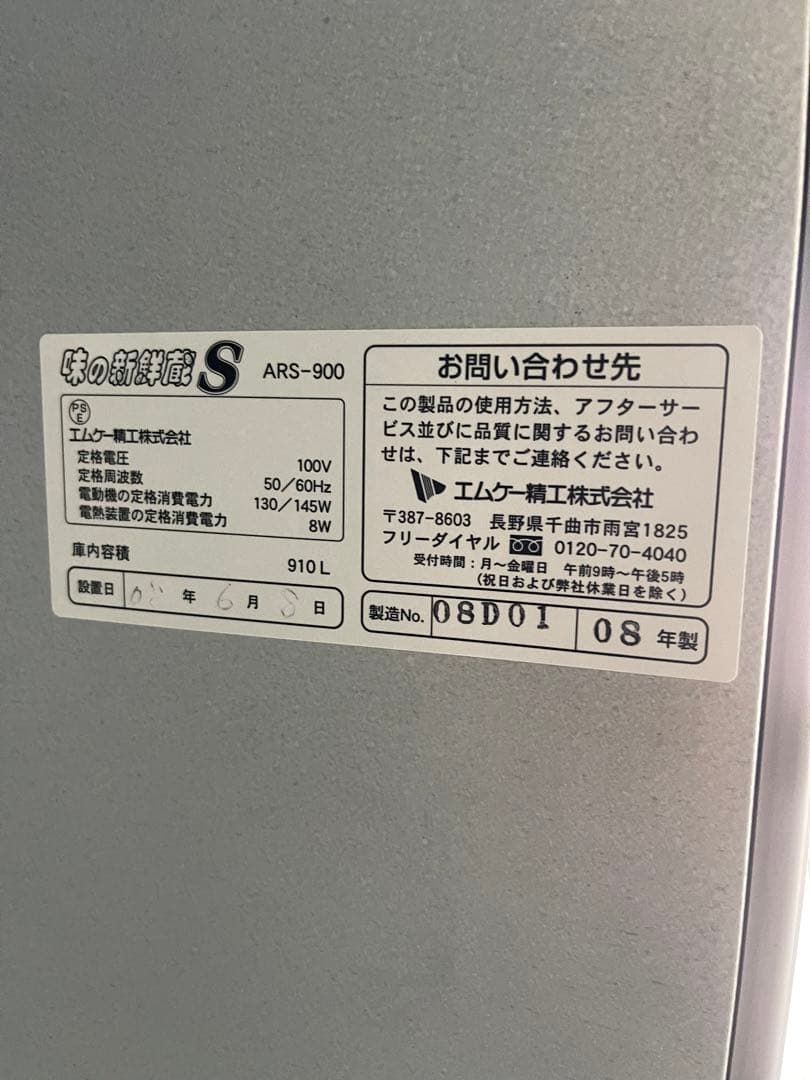 味の新鮮蔵S ARS-900
PS
E
エムケー精工株式会社
定格電圧 100V
定格周波数 50/60Hz
電動機の定格消費電力 130/145W
電熱装置の定格消費電力 8W
庫内容積 910L
設置日 年 6月 日
お問い合わせ先
この製品の使用方法、アフターサー
ビス並びに品質に関するお問い合わ
せは、下記までご連絡ください。
エムケー精工株式会社
〒387-8603 長野県千曲市雨宮1825
フリーダイヤル 0120-70-4040
受付時間:月~金曜日 午前9時~午後5時
(祝日および弊社休業日を除く)
製造No. 08D01 08年製